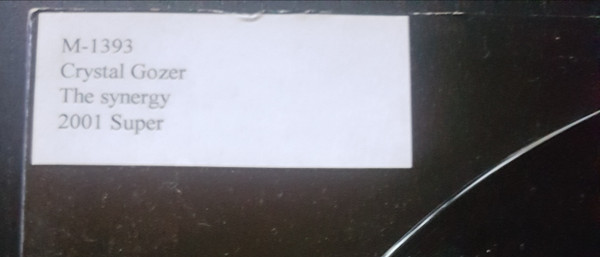 M-1393
Crystal Gozer
The synergy
2001 Super